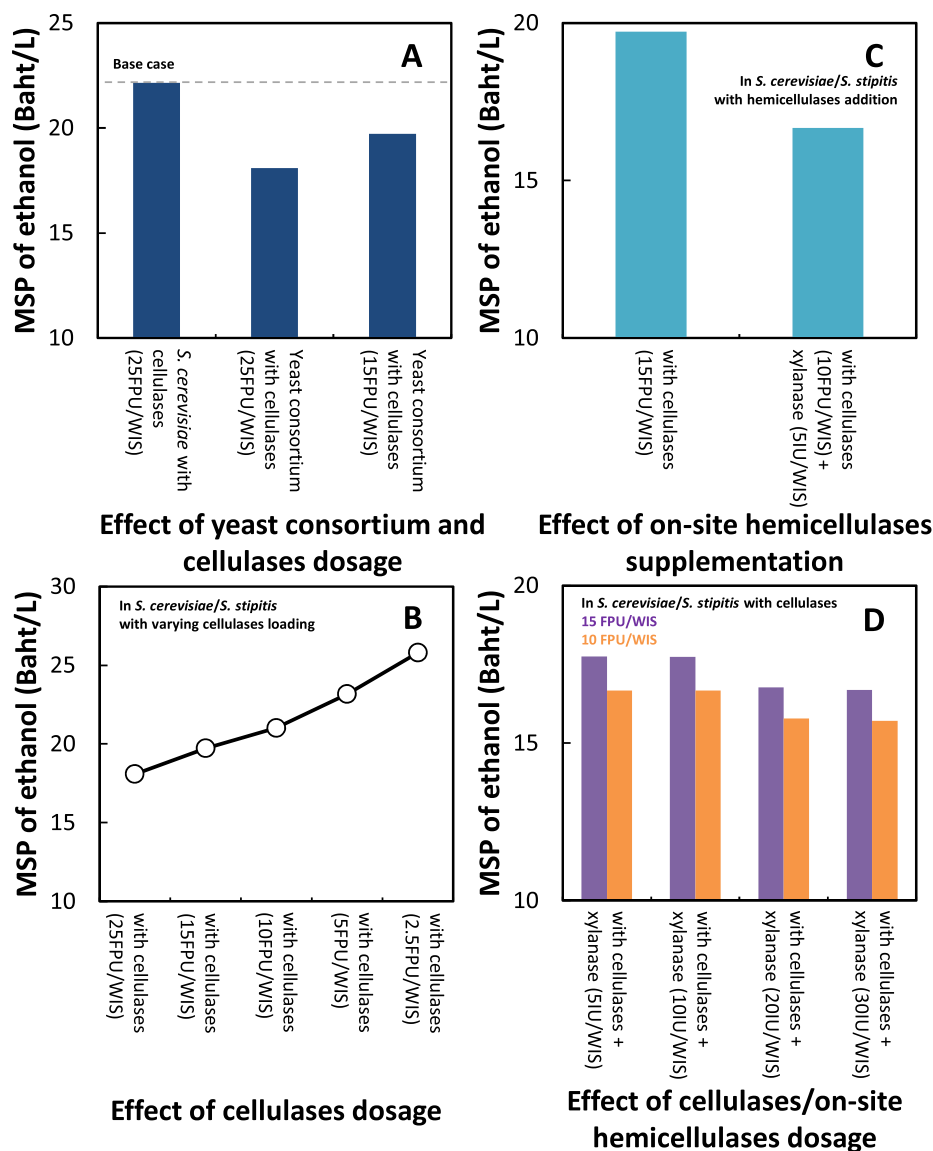 A
MSP of ethanol (Baht/L)
25
20
15
10
Base case
S. cerevisiae with
cellulases
(25FPU/WIS)
Yeast consortium
with cellulases
(25FPU/WIS)
Yeast consortium
with cellulases
(15FPU/WIS)
Effect of yeast consortium and
cellulases dosage
C
MSP of ethanol (Baht/L)
20
15
10
In S. cerevisiae/S. stipitis
with hemicellulases addition
with cellulases
(15FPU/WIS)
with cellulases
(10FPU/WIS) +
xylanase (5IU/WIS)
Effect of on-site hemicellulases
supplementation
B
MSP of ethanol (Baht/L)
30
25
20
15
10
In S. cerevisiae/S. stipitis
with varying cellulases loading
with cellulases
(25FPU/WIS)
with cellulases
(15FPU/WIS)
with cellulases
(10FPU/WIS)
with cellulases
(5FPU/WIS)
with cellulases
(2.5FPU/WIS)
Effect of cellulases dosage
D
MSP of ethanol (Baht/L)
20
15
10
In S. cerevisiae/S. stipitis with cellulases
15 FPU/WIS
10 FPU/WIS
with cellulases +
xylanase (5IU/WIS)
with cellulases +
xylanase (10IU/WIS)
with cellulases +
xylanase (20IU/WIS)
with cellulases +
xylanase (30IU/WIS)
Effect of cellulases/on-site
hemicellulases dosage